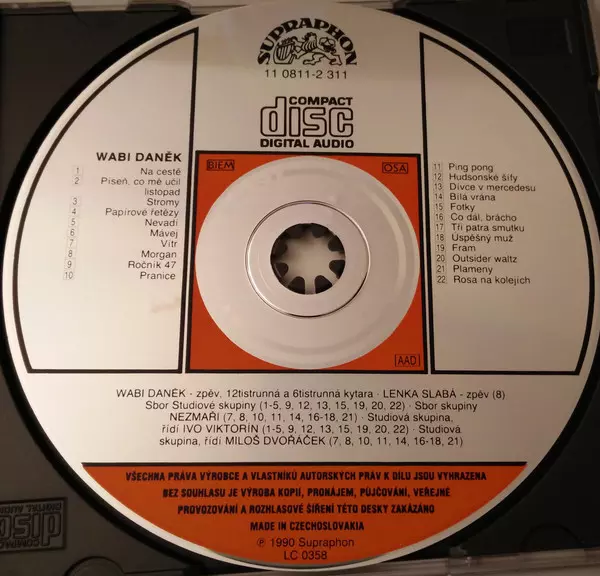 SUPRAPHON
11 0811-2 311
COMPACT
disc
DIGITAL AUDIO
WABI DANĚK
1 Na cestě
2 Píseň, co mě učil
listopad
3 Stromy
4 Papírové řetězy
5 Nevadí
6 Mávej
7 Vítr
8 Morgan
9 Ročník 47
10 Pranice
BIEM
OSA
AAD
11 Ping pong
12 Hudsonské šífy
13 Dívce v mercedesu
14 Bílá vrána
15 Fotky
16 Co dál, brácho
17 Tři patra smutku
18 Úspěšný muž
19 Fram
20 Outsider waltz
21 Plameny
22 Rosa na kolejích
WABI DANĚK - zpěv, 12tistrunná a 6tistrunná kytara · LENKA SLABÁ - zpěv (8)
Sbor Studiové skupiny (1-5, 9, 12, 13, 15, 19, 20, 22) · Sbor skupiny
NEZMAŘI (7, 8, 10, 11, 14, 16-18, 21) · Studiová skupina,
řídí IVO VIKTORÍN (1-5, 9, 12, 13, 15, 19, 20, 22) · Studiová
skupina, řídí MILOŠ DVOŘÁČEK (7, 8, 10, 11, 14, 16-18, 21)
VŠECHNA PRÁVA VÝROBCE A VLASTNÍKŮ AUTORSKÝCH PRÁV K DÍLU JSOU VYHRAZENA
BEZ SOUHLASU JE VÝROBA KOPIÍ, PRONÁJEM, PŮJČOVÁNÍ, VEŘEJNÉ
PROVOZOVÁNÍ A ROZHLASOVÉ ŠÍŘENÍ TÉTO DESKY ZAKÁZÁNO
MADE IN CZECHOSLOVAKIA
℗ 1990 Supraphon
LC 0358
COMPACT
disc
DIGITAL AUDIO